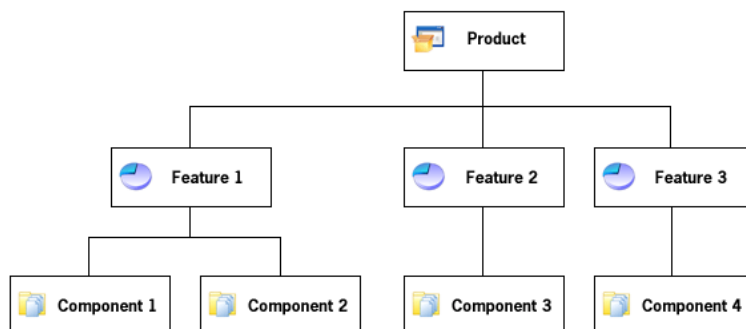 Product
Feature 1
Feature 2
Feature 3
Component 1
Component 2
Component 3
Component 4